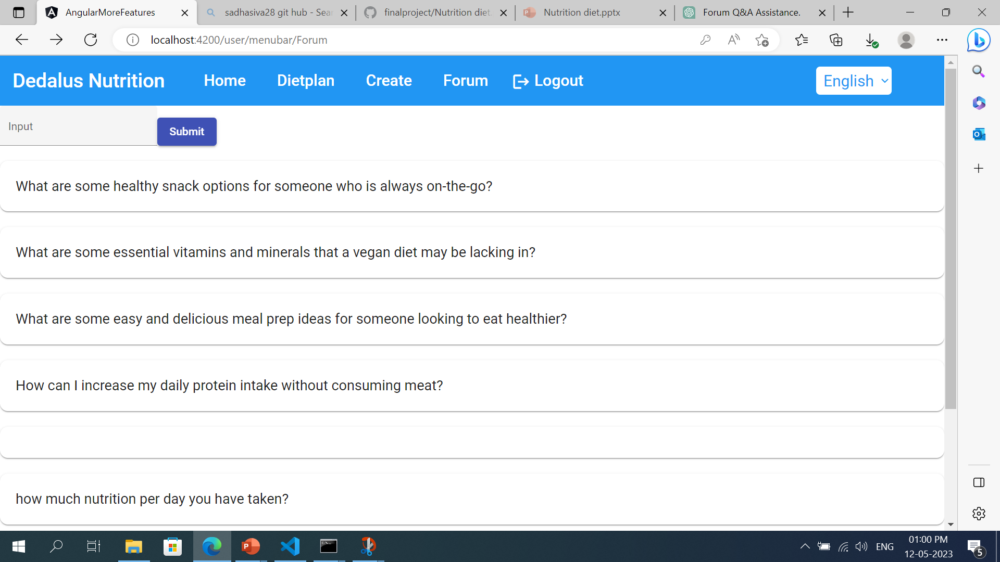 AngularMoreFeatures
sadhasiva28 git hub - Sear
finalproject/Nutrition diet.
Nutrition diet.pptx
Forum Q&A Assistance.
localhost:4200/user/menubar/Forum
Dedalus Nutrition
Home
Dietplan
Create
Forum
Logout
English
Input
Submit
What are some healthy snack options for someone who is always on-the-go?
What are some essential vitamins and minerals that a vegan diet may be lacking in?
What are some easy and delicious meal prep ideas for someone looking to eat healthier?
How can I increase my daily protein intake without consuming meat?
how much nutrition per day you have taken?
ENG
01:00 PM
12-05-2023
5